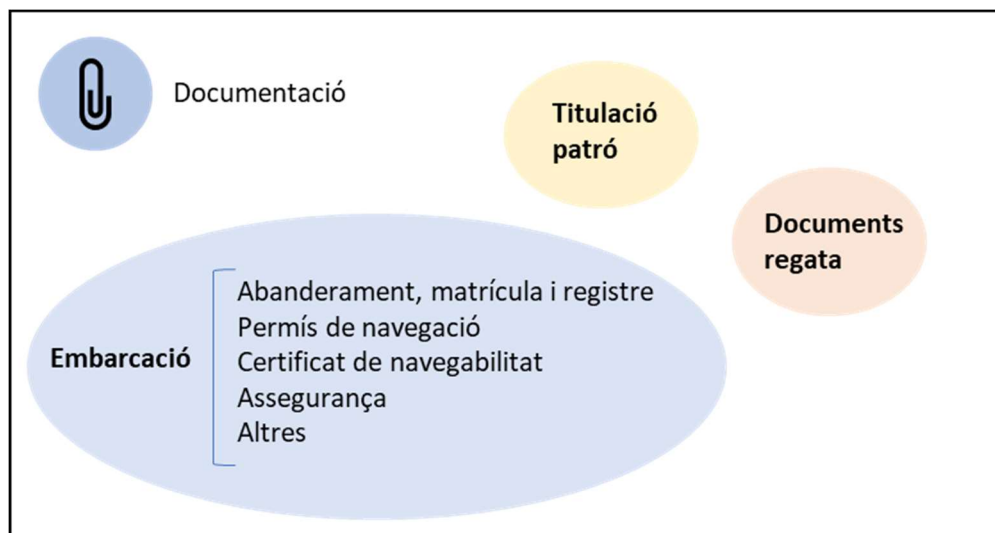 Documentació
Titulació
patró
Documents
regata
Embarcació
Abanderament, matrícula i registre
Permís de navegació
Certificat de navegabilitat
Assegurança
Altres